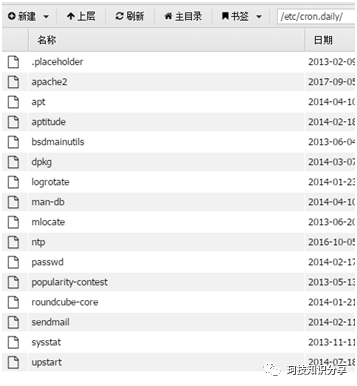 新建 上层 刷新 主目录 书签 /etc/cron.daily/
名称 日期
.placeholder 2013-02-09
apache2 2017-09-05
apt 2014-04-10
aptitude 2014-02-18
bsdmainutils 2013-06-04
dpkg 2014-03-07
logrotate 2014-01-23
man-db 2014-04-10
mlocate 2013-06-20
ntp 2016-10-05
passwd 2014-02-17
popularity-contest 2013-05-13
roundcube-core 2014-01-21
sendmail 2014-02-11
sysstat 2013-11-11
upstart 2014-07-18
珂技知识分享